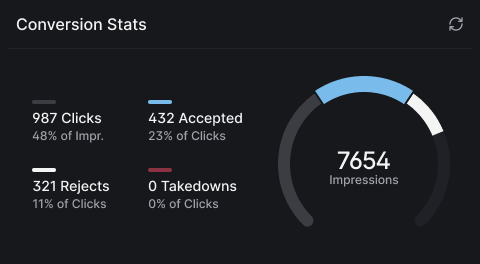 Conversion Stats
987 Clicks
48% of Impr.
432 Accepted
23% of Clicks
321 Rejects
11% of Clicks
0 Takedowns
0% of Clicks
7654
Impressions